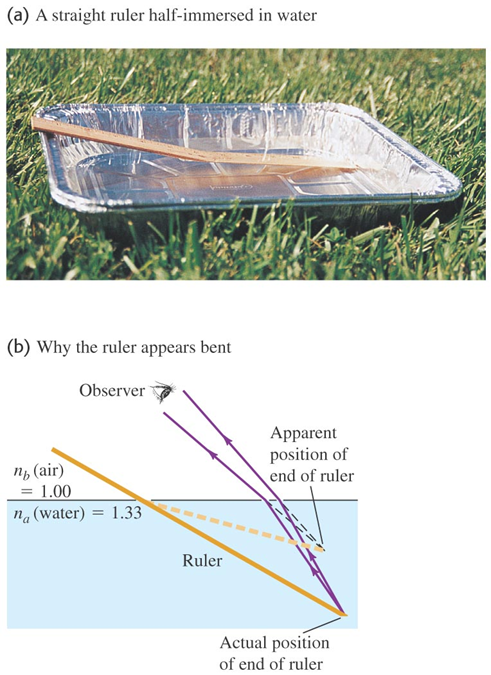 (a) A straight ruler half-immersed in water
(b) Why the ruler appears bent
Observer
Apparent
position of
end of ruler
n_b (air)
= 1.00
n_a (water) = 1.33
Ruler
Actual position
of end of ruler